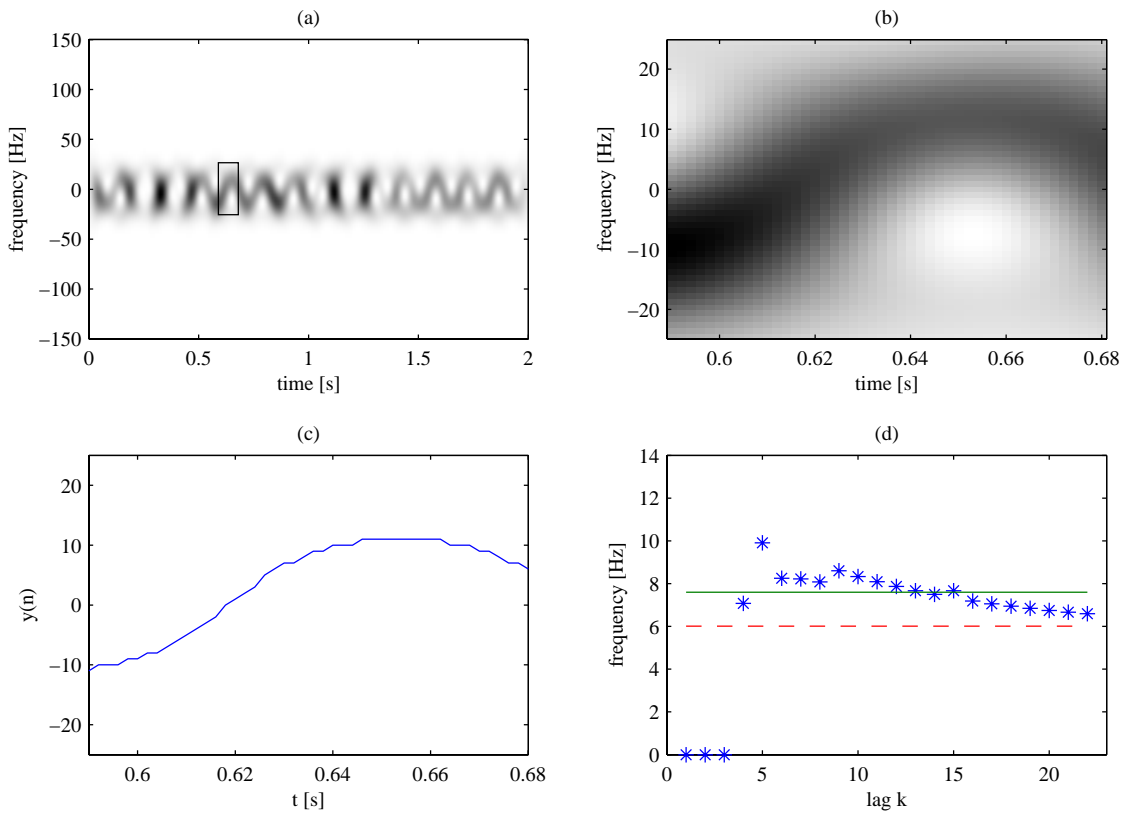 (a)
150
100
50
0
−50
−100
−150
frequency [Hz]
0 0.5 1 1.5 2
time [s]
(b)
20
10
0
−10
−20
frequency [Hz]
0.6 0.62 0.64 0.66 0.68
time [s]
(c)
20
10
0
−10
−20
y(n)
0.6 0.62 0.64 0.66 0.68
t [s]
(d)
14
12
10
8
6
4
2
0
frequency [Hz]
0 5 10 15 20
lag k